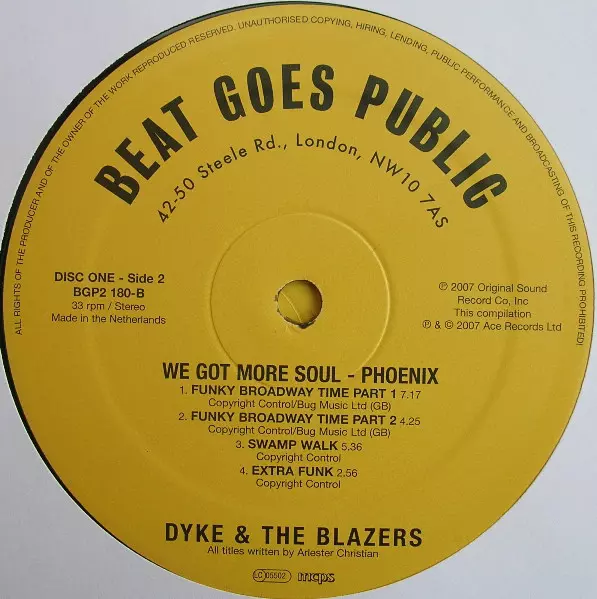 ALL RIGHTS OF THE PRODUCER AND OF THE OWNER OF THE WORK REPRODUCED RESERVED. UNAUTHORISED COPYING, HIRING, LENDING, PUBLIC PERFORMANCE AND BROADCASTING OF THIS RECORDING PROHIBITED!
BEAT GOES PUBLIC
42-50 Steele Rd., London, NW10 7AS
DISC ONE - Side 2
BGP2 180-B
33 rpm / Stereo
Made in the Netherlands
℗ 2007 Original Sound
Record Co, Inc
This compilation
℗ & © 2007 Ace Records Ltd
WE GOT MORE SOUL - PHOENIX
1. FUNKY BROADWAY TIME PART 1 7.17
Copyright Control/Bug Music Ltd (GB)
2. FUNKY BROADWAY TIME PART 2 4.25
Copyright Control/Bug Music Ltd (GB)
3. SWAMP WALK 5.36
Copyright Control
4. EXTRA FUNK 2.56
Copyright Control
DYKE & THE BLAZERS
All titles written by Arlester Christian
LC 05502 mcps